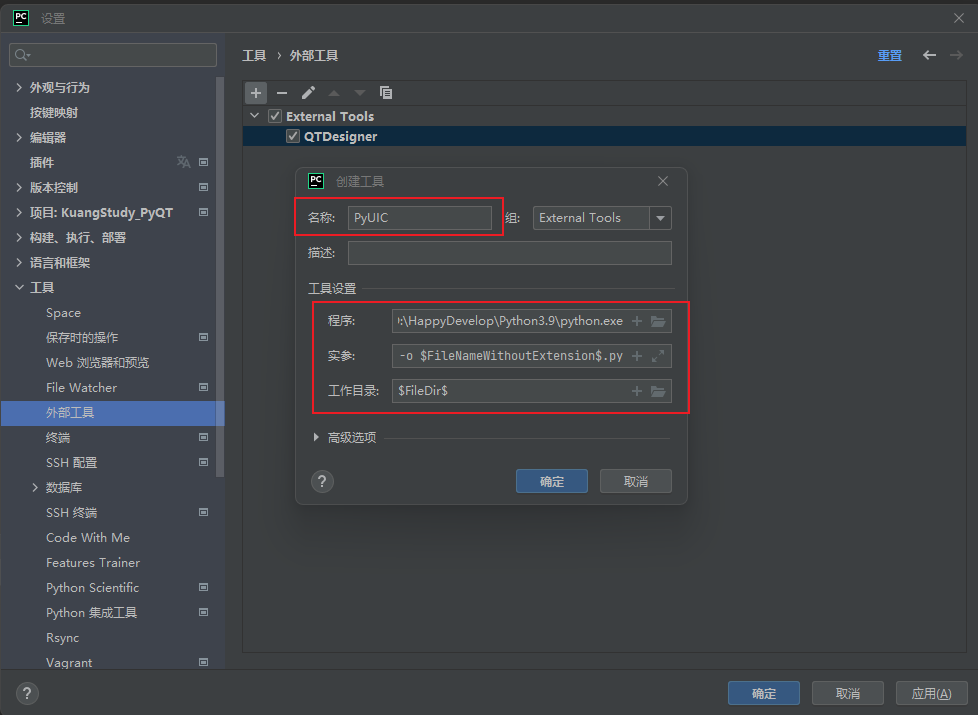 PC 设置
工具 › 外部工具
重置
外观与行为
按键映射
编辑器
插件
版本控制
项目: KuangStudy_PyQT
构建、执行、部署
语言和框架
工具
Space
保存时的操作
Web 浏览器和预览
File Watcher
外部工具
终端
SSH 配置
数据库
SSH 终端
Code With Me
Features Trainer
Python Scientific
Python 集成工具
Rsync
Vagrant
External Tools
QTDesigner
PC 创建工具
名称: PyUIC 组: External Tools
描述:
工具设置
程序: :\HappyDevelop\Python3.9\python.exe
实参: -o $FileNameWithoutExtension$.py
工作目录: $FileDir$
高级选项
? 确定 取消
? 确定 取消 应用(A)